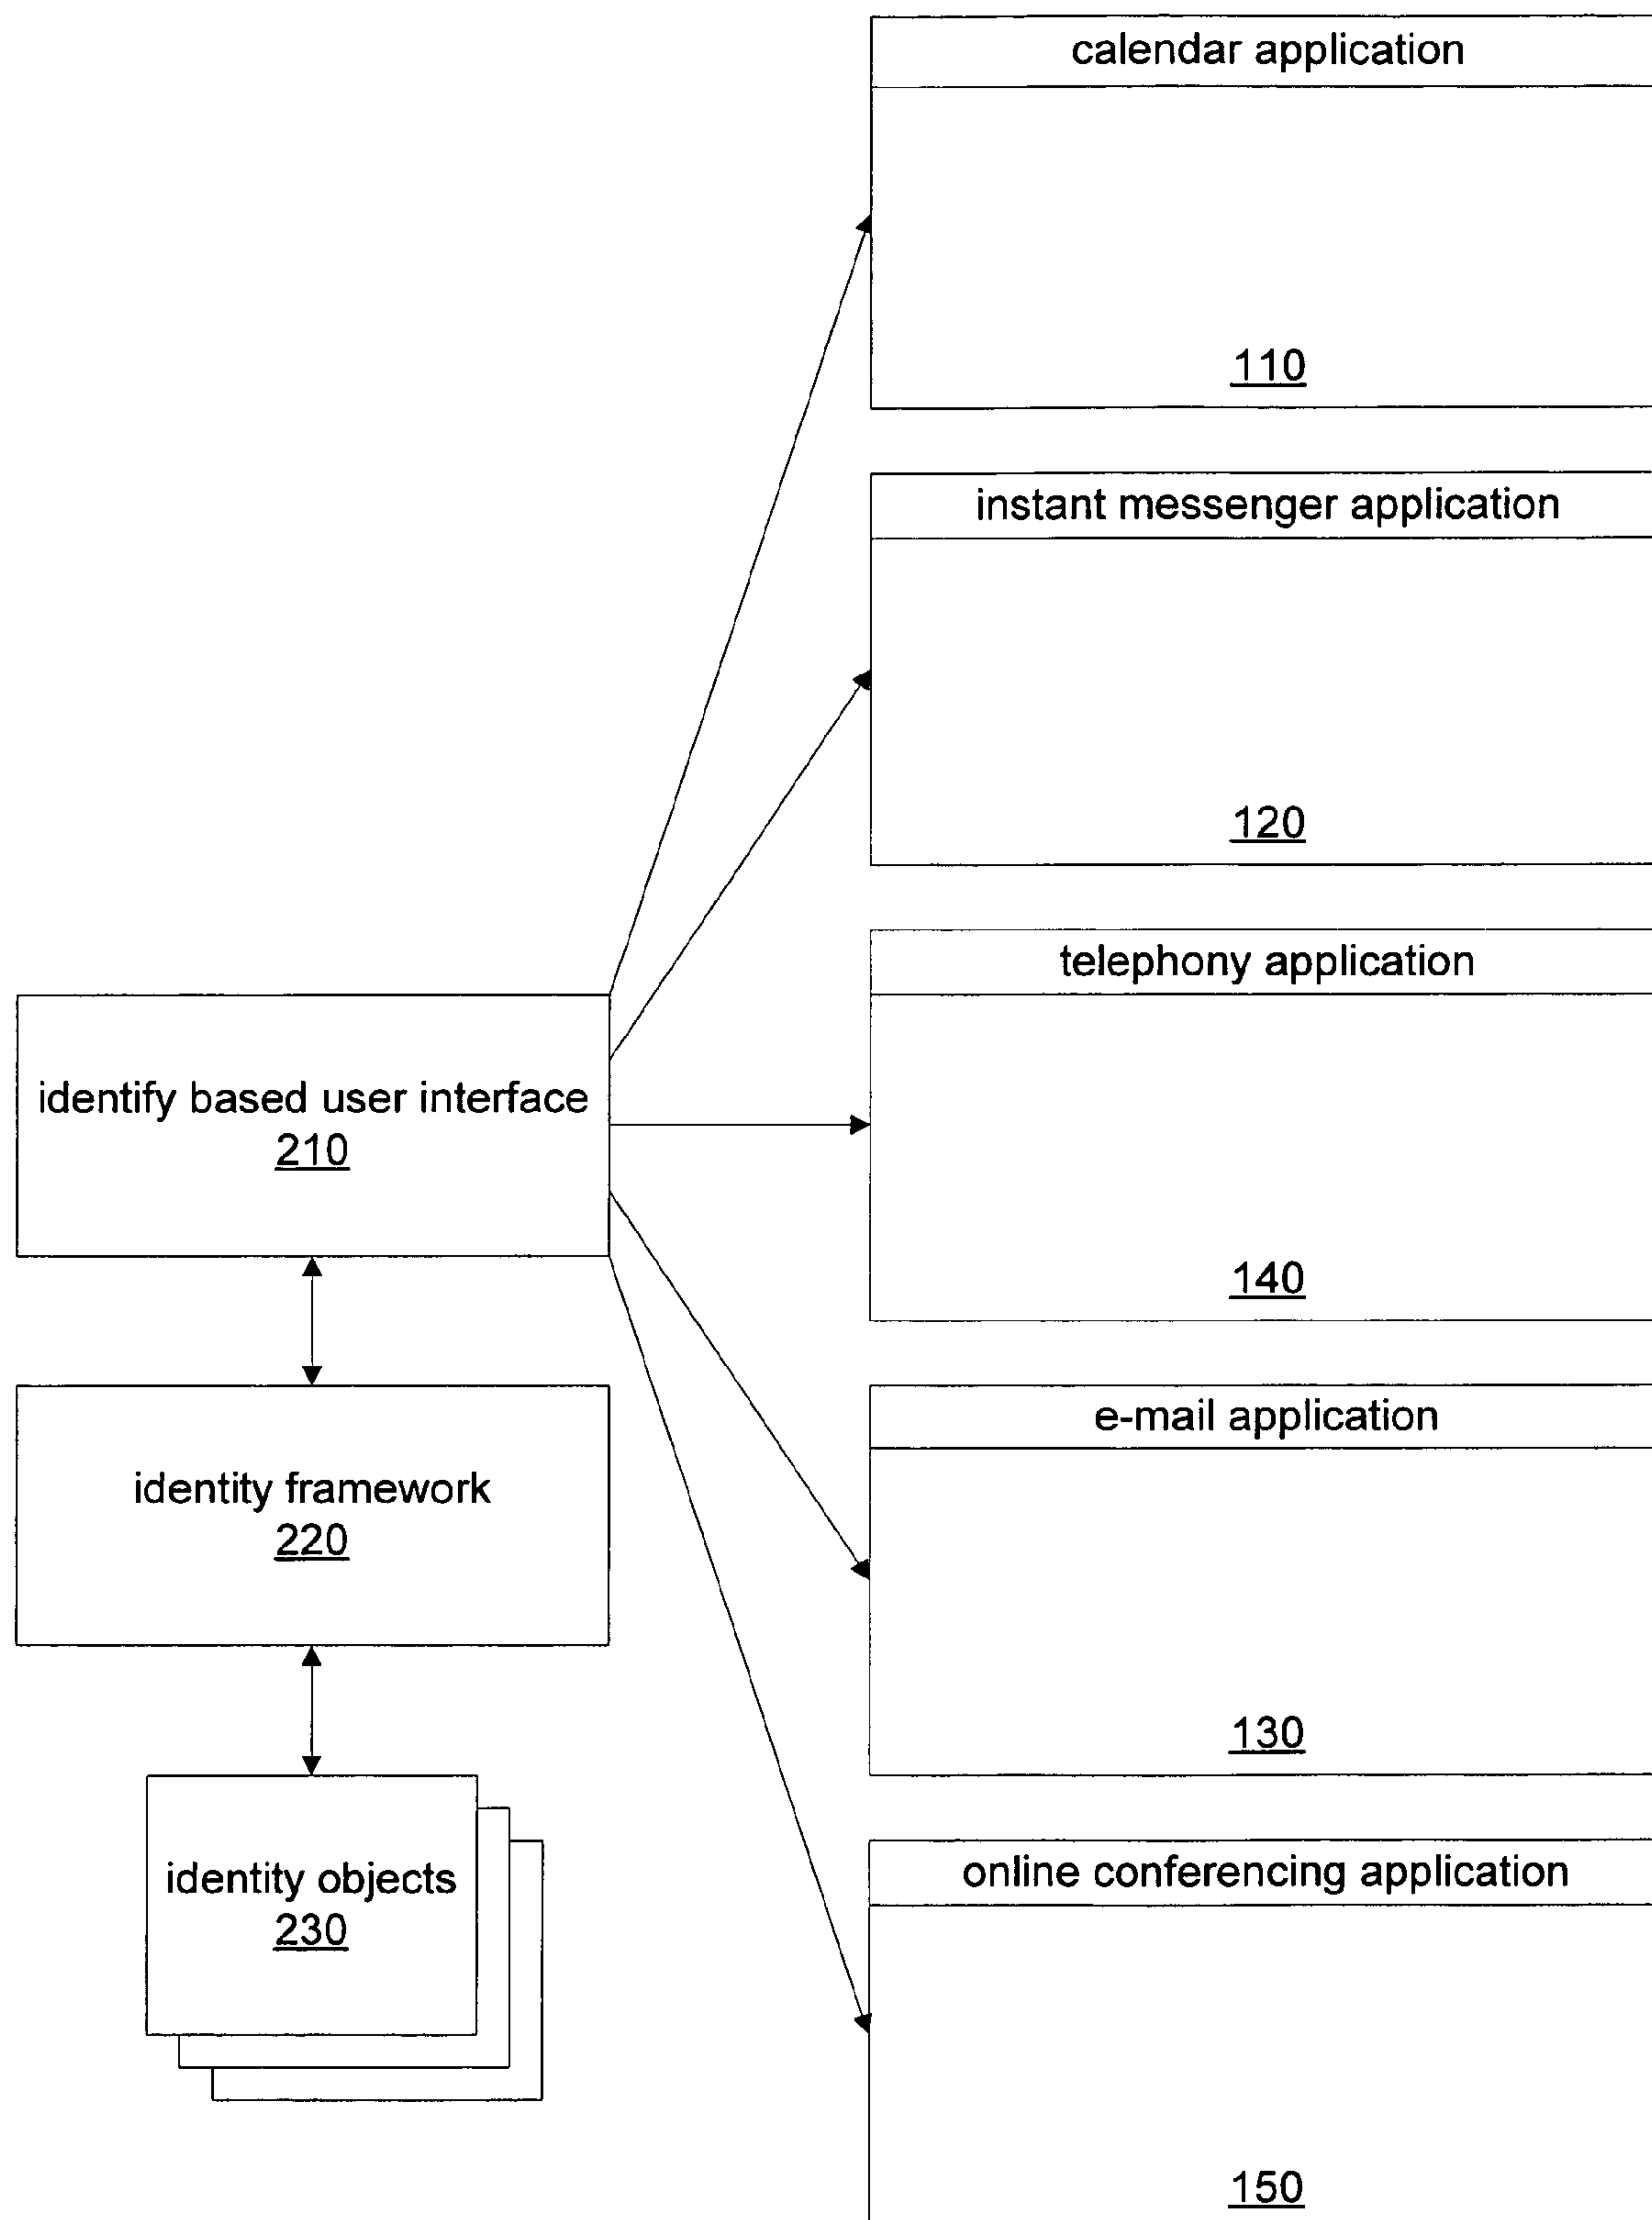 calendar application
110
instant messenger application
120
telephony application
140
identify based user interface
210
identity framework
220
e-mail application
130
identity objects
230
online conferencing application
150